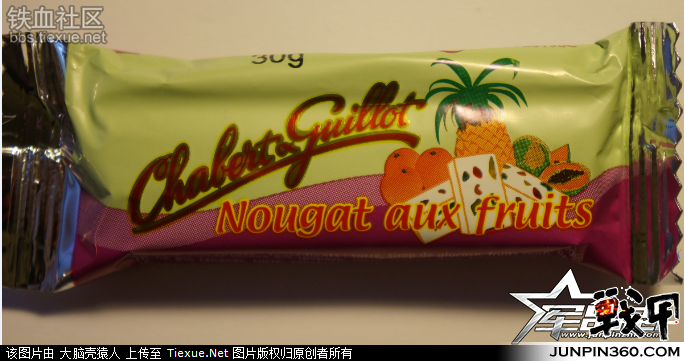 铁血社区
bbs.tiexue.net
30g
Chabert & Guillot
Nougat aux fruits
战甲
JUNPIN360.COM
该图片由 大脑壳猿人 上传至 Tiexue.Net 图片版权归原创者所有